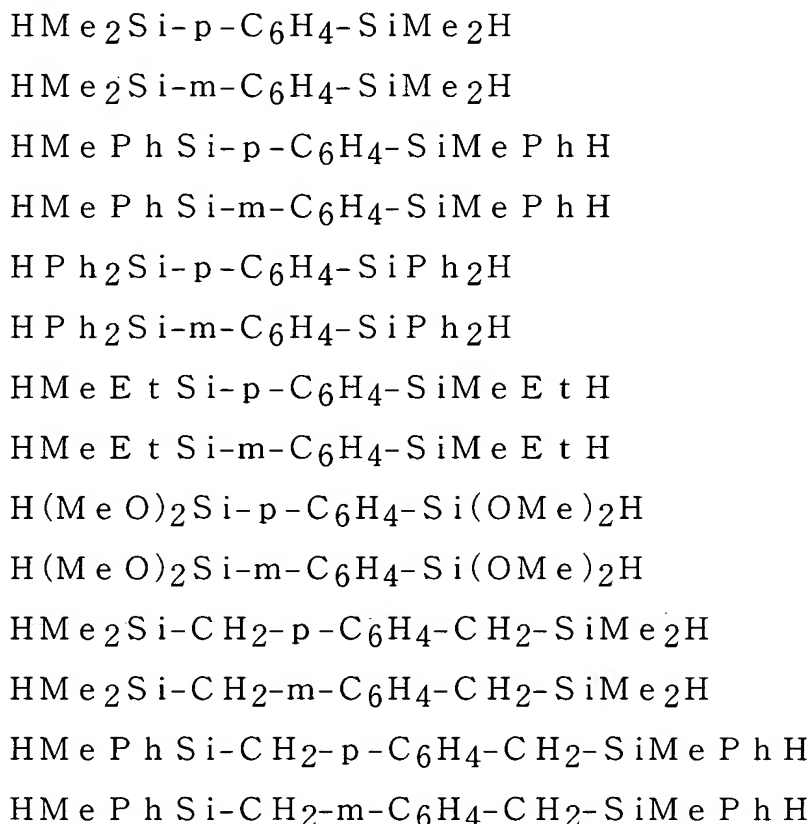 HMe₂Si-p-C₆H₄-SiMe₂H
HMe₂Si-m-C₆H₄-SiMe₂H
HMePhSi-p-C₆H₄-SiMePhH
HMePhSi-m-C₆H₄-SiMePhH
HPh₂Si-p-C₆H₄-SiPh₂H
HPh₂Si-m-C₆H₄-SiPh₂H
HMeEtSi-p-C₆H₄-SiMeEtH
HMeEtSi-m-C₆H₄-SiMeEtH
H(MeO)₂Si-p-C₆H₄-Si(OMe)₂H
H(MeO)₂Si-m-C₆H₄-Si(OMe)₂H
HMe₂Si-CH₂-p-C₆H₄-CH₂-SiMe₂H
HMe₂Si-CH₂-m-C₆H₄-CH₂-SiMe₂H
HMePhSi-CH₂-p-C₆H₄-CH₂-SiMePhH
HMePhSi-CH₂-m-C₆H₄-CH₂-SiMePhH